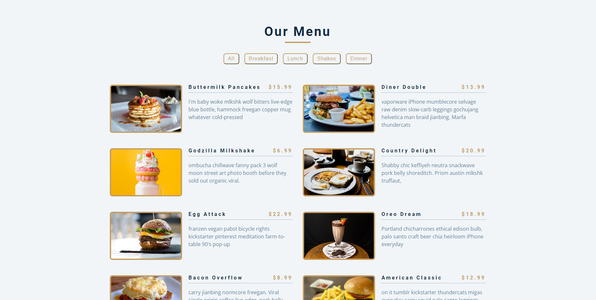 Our Menu
All Breakfast Lunch Shakes Dinner
Buttermilk Pancakes $15.99
I'm baby woke mlkshk wolf bitters live-edge
blue bottle, hammock freegan copper mug
whatever cold-pressed
Diner Double $13.99
vaporware iPhone mumblecore selvage
raw denim slow-carb leggings gochujang
helvetica man braid jianbing. Marfa
thundercats
Godzilla Milkshake $6.99
ombucha chillwave fanny pack 3 wolf
moon street art photo booth before they
sold out organic viral.
Country Delight $20.99
Shabby chic keffiyeh neutra snackwave
pork belly shoreditch. Prism austin mlkshk
truffaut,
Egg Attack $22.99
franzen vegan pabst bicycle rights
kickstarter pinterest meditation farm-to-
table 90's pop-up
Oreo Dream $18.99
Portland chicharrones ethical edison bulb,
palo santo craft beer chia heirloom iPhone
everyday
Bacon Overflow $8.99
carry jianbing normcore freegan. Viral
American Classic $12.99
on it tumblr kickstarter thundercats migas